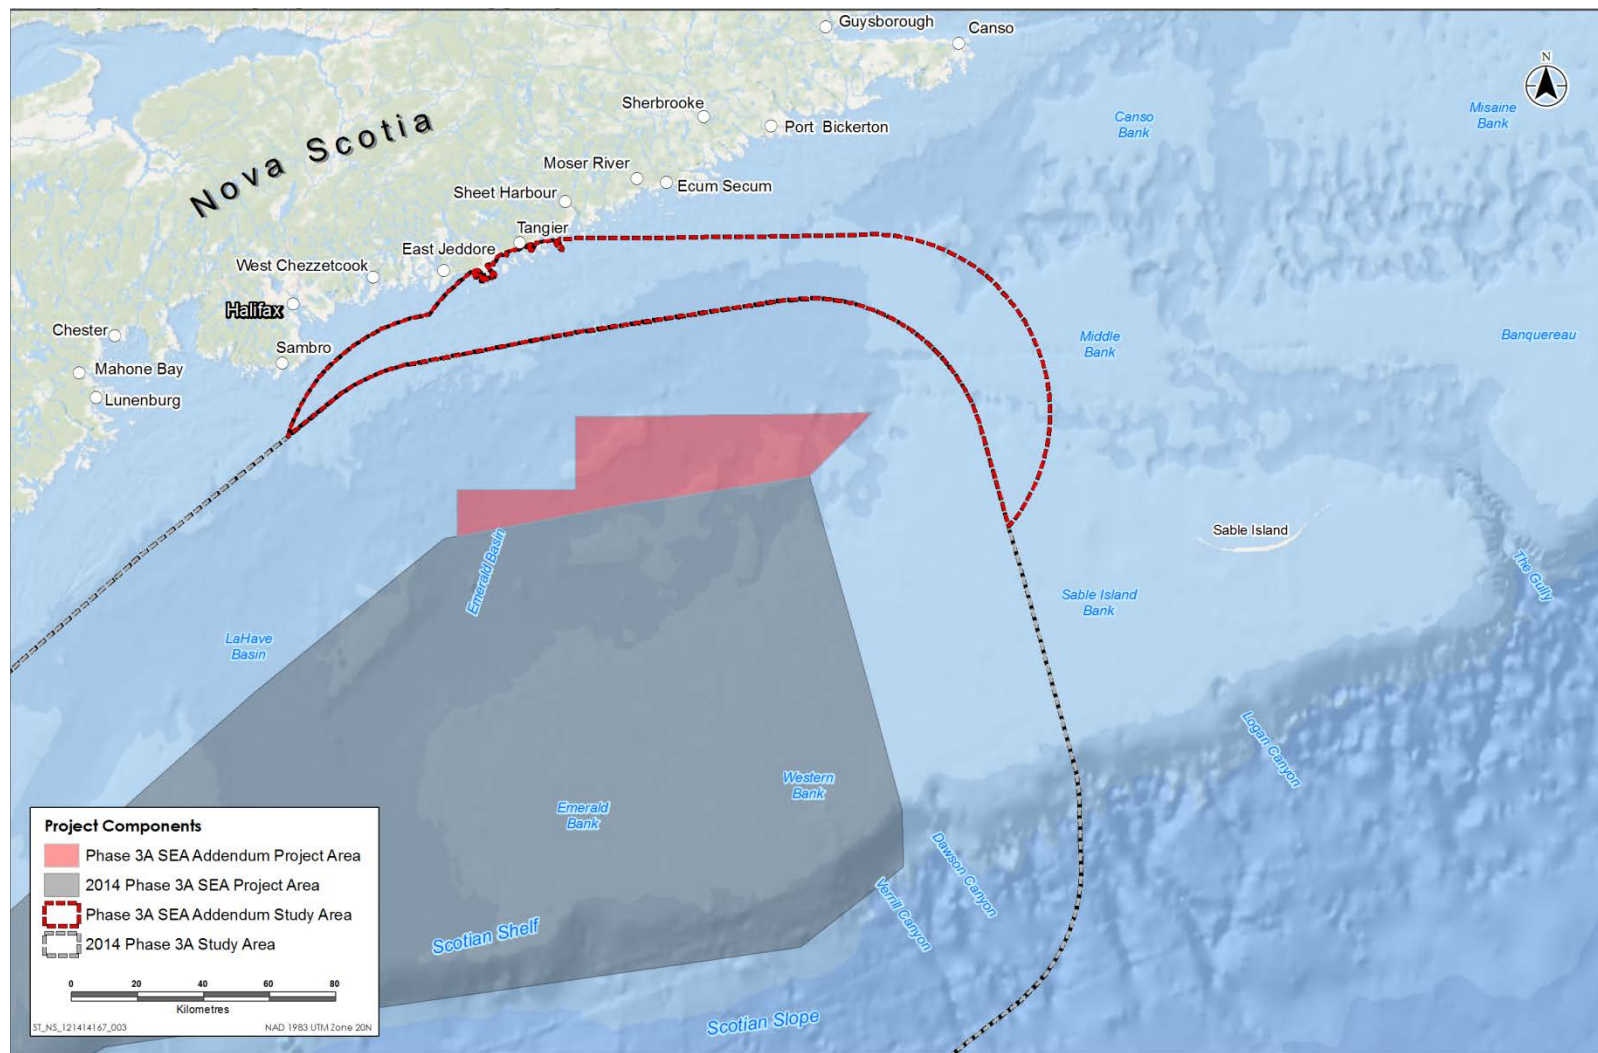 Guysborough
Canso
N
Sherbrooke
Port Bickerton
Canso
Bank
Misaine
Bank
Nova Scotia
Moser River
Ecum Secum
Sheet Harbour
Tangier
East Jeddore
West Chezzetcook
Halifax
Chester
Sambro
Mahone Bay
Lunenburg
Middle
Bank
Banquereau
Sable Island
Emerald Basin
The Gully
Sable Island
Bank
LaHave
Basin
Logan Canyon
Western
Bank
Emerald
Bank
Dawson Canyon
Verrill Canyon
Scotian Shelf
Scotian Slope
Project Components
Phase 3A SEA Addendum Project Area
2014 Phase 3A SEA Project Area
Phase 3A SEA Addendum Study Area
2014 Phase 3A Study Area
0 20 40 60 80
Kilometres
ST_NS_121414167_003 NAD 1983 UTM Zone 20N